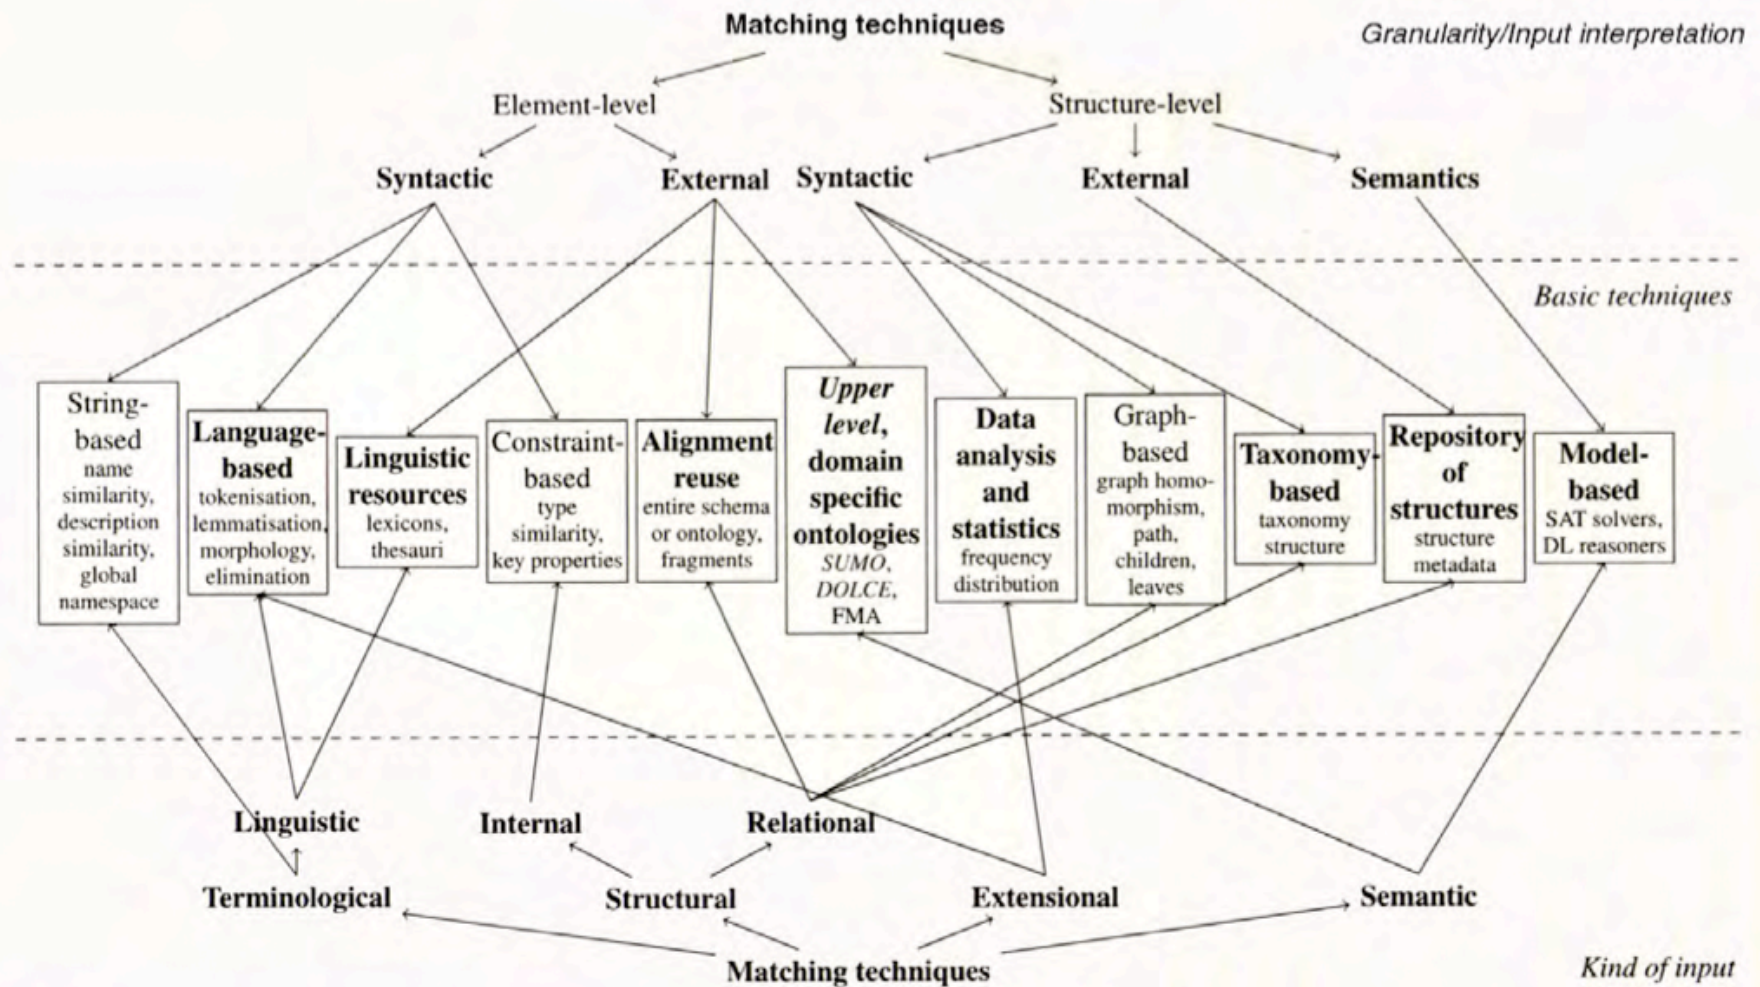 Matching techniques
Granularity/Input interpretation
Element-level
Structure-level
Syntactic
External
Syntactic
External
Semantics
Basic techniques
String-
based
name
similarity,
description
similarity,
global
namespace
Language-
based
tokenisation,
lemmatisation,
morphology,
elimination
Linguistic
resources
lexicons,
thesauri
Constraint-
based
type
similarity,
key properties
Alignment
reuse
entire schema
or ontology,
fragments
Upper
level,
domain
specific
ontologies
SUMO,
DOLCE,
FMA
Data
analysis
and
statistics
frequency
distribution
Graph-
based
graph homo-
morphism,
path,
children,
leaves
Taxonomy-
based
taxonomy
structure
Repository
of
structures
structure
metadata
Model-
based
SAT solvers,
DL reasoners
Linguistic
Internal
Relational
Terminological
Structural
Extensional
Semantic
Matching techniques
Kind of input